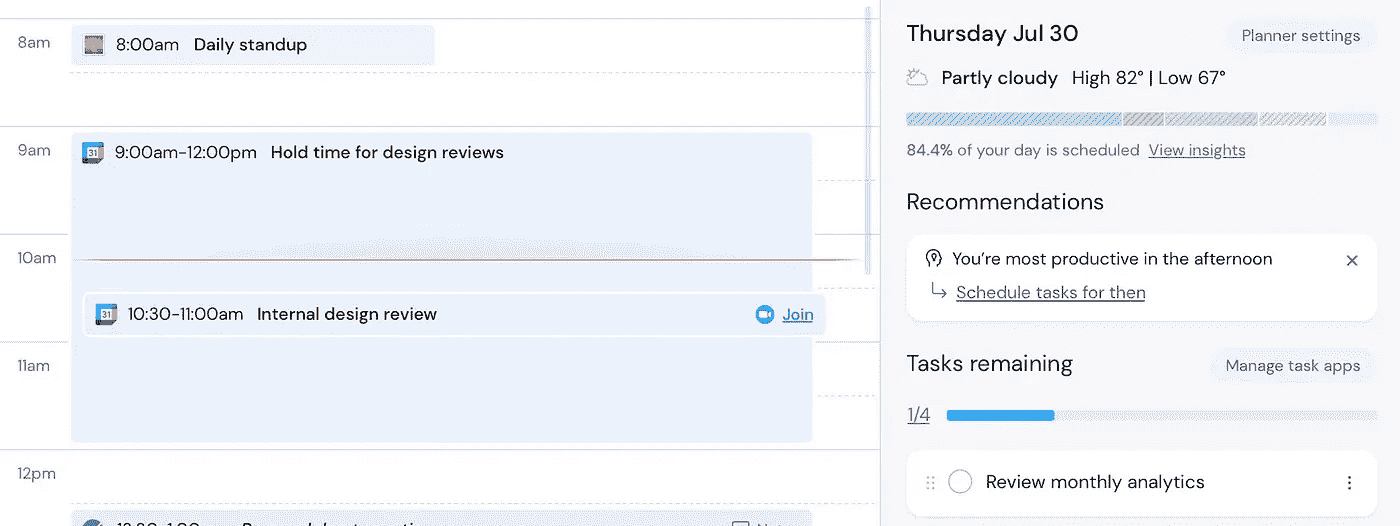 8am
8:00am Daily standup
9am
31 9:00am-12:00pm Hold time for design reviews
10am
31 10:30-11:00am Internal design review Join
11am
12pm
Thursday Jul 30
Planner settings
Partly cloudy High 82° | Low 67°
84.4% of your day is scheduled View insights
Recommendations
You’re most productive in the afternoon
Schedule tasks for then
Tasks remaining
Manage task apps
1/4
Review monthly analytics